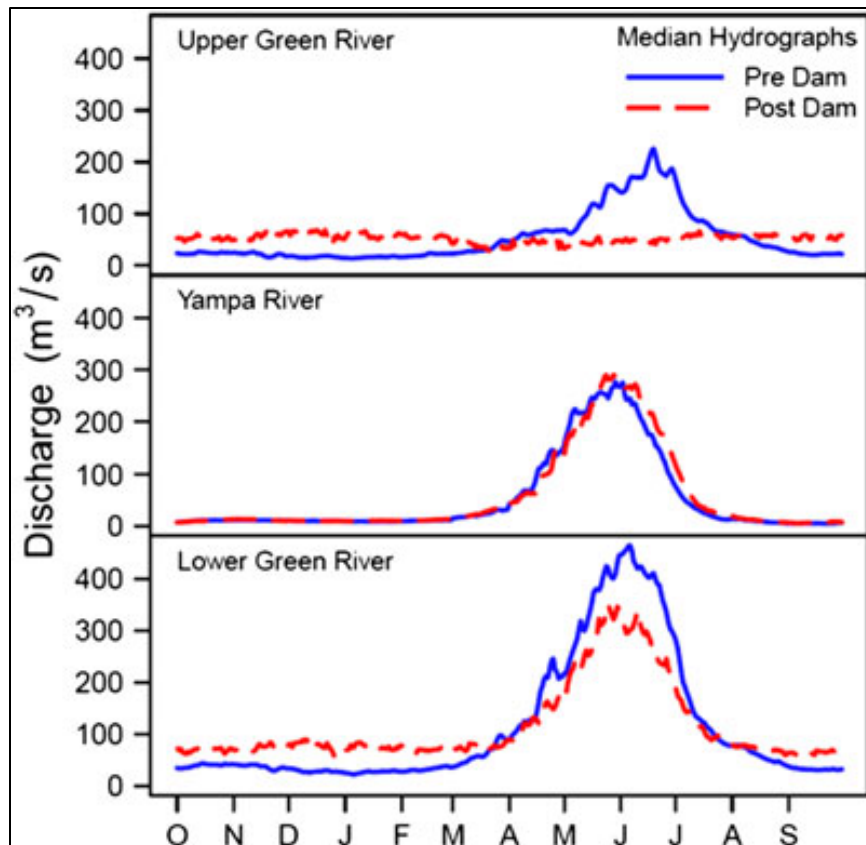 Upper Green River
Median Hydrographs
Pre Dam
Post Dam
400
300
200
100
0
Yampa River
400
300
200
100
0
Lower Green River
400
300
200
100
0
Discharge (m³/s)
O N D J F M A M J J A S